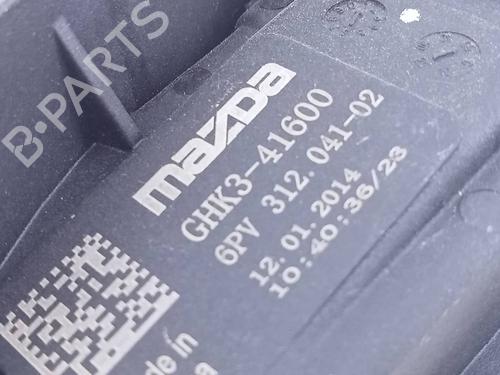 B-PARTS
mazda
GHK3-41600
6PV 312.041-02
12.01.2014
10:40:36/23
de in